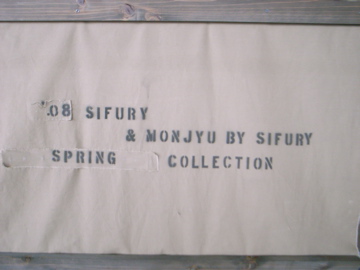 '08 SIFURY
& MONJYU BY SIFURY
SPRING COLLECTION